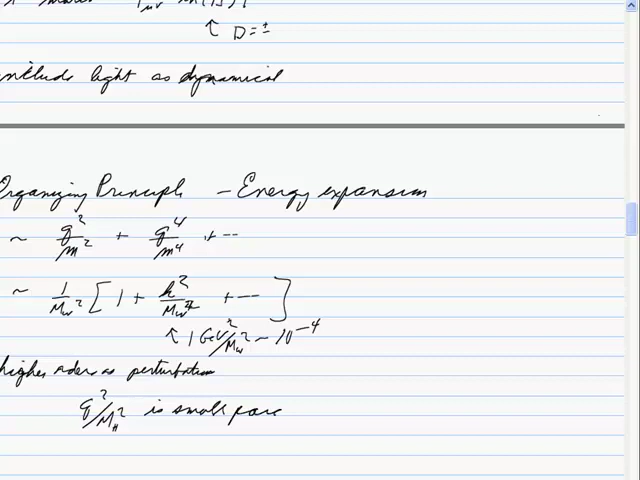 ↑ D = ±
include light as dynamical
Organizing Principle – Energy expansion
~ q²/m² + q⁴/m⁴ + ...
~ 1/M_W² [ 1 + k²/M_W² + ... ]
↑ 1 GeV²/M_W² ~ 10⁻⁴
higher order as perturbation
q²/M_H² is small para